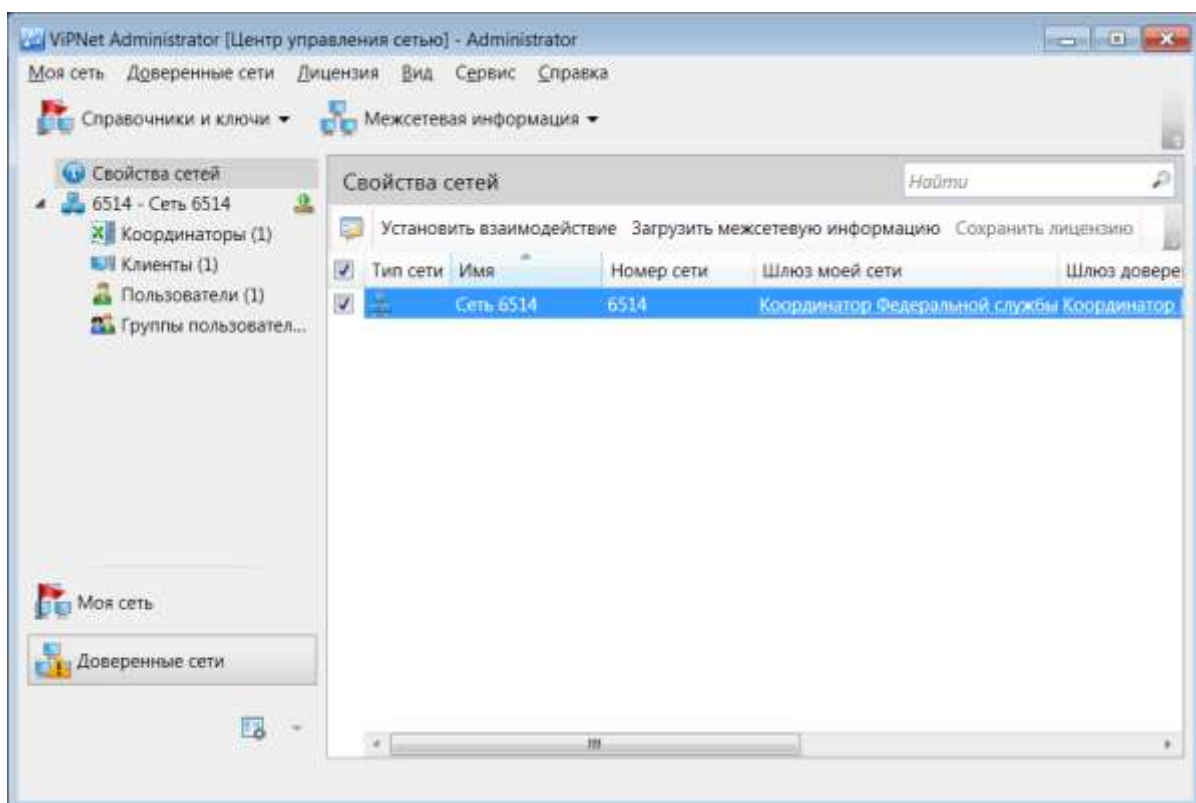 ViPNet Administrator [Центр управления сетью] - Administrator
Моя сеть Доверенные сети Лицензия Вид Сервис Справка
Справочники и ключи Межсетевая информация
Свойства сетей
6514 - Сеть 6514
Координаторы (1)
Клиенты (1)
Пользователи (1)
Группы пользовател...
Моя сеть
Доверенные сети
Свойства сетей Найти
Установить взаимодействие Загрузить межсетевую информацию Сохранить лицензию
Тип сети Имя Номер сети Шлюз моей сети Шлюз довере
Сеть 6514 6514 Координатор Федеральной службы Координатор